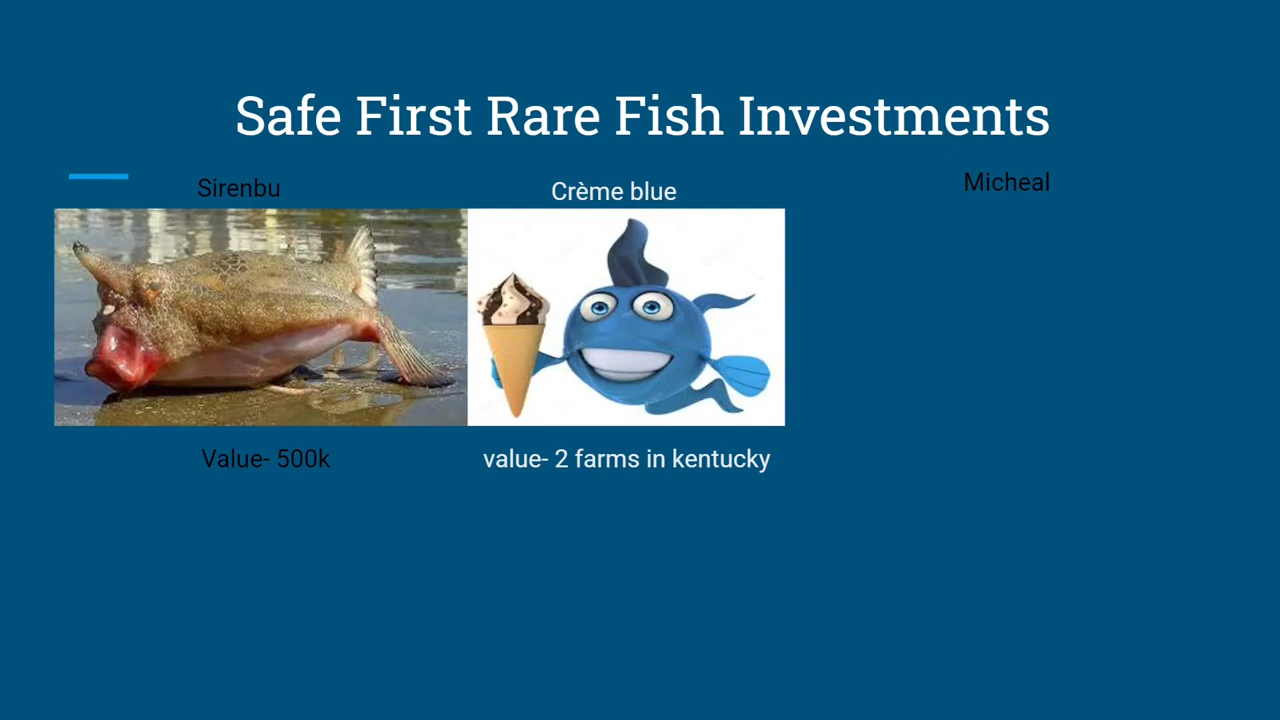 Safe First Rare Fish Investments
Sirenbu
Crème blue
Micheal
Value- 500k
value- 2 farms in kentucky